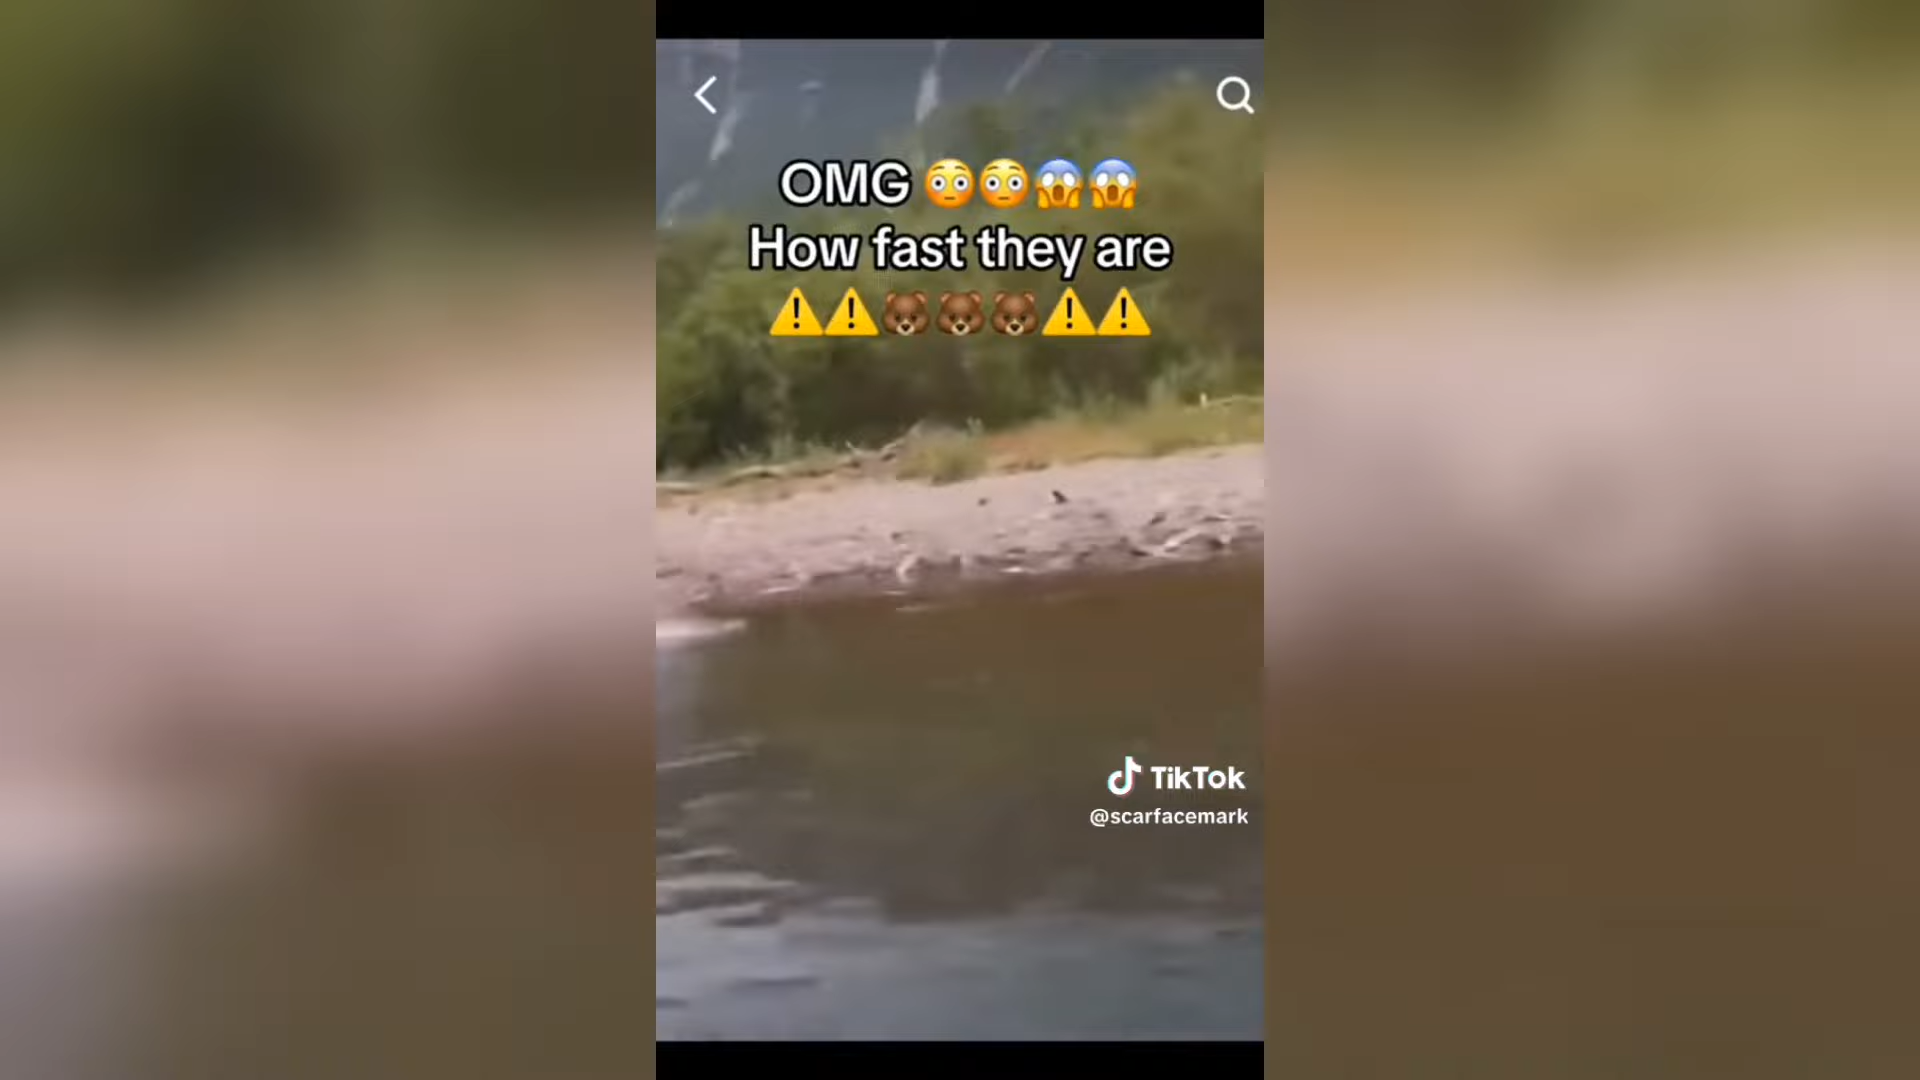 OMG 😳😳😱😱
How fast they are
⚠️⚠️🐻🐻🐻⚠️⚠️
TikTok
@scarfacemark